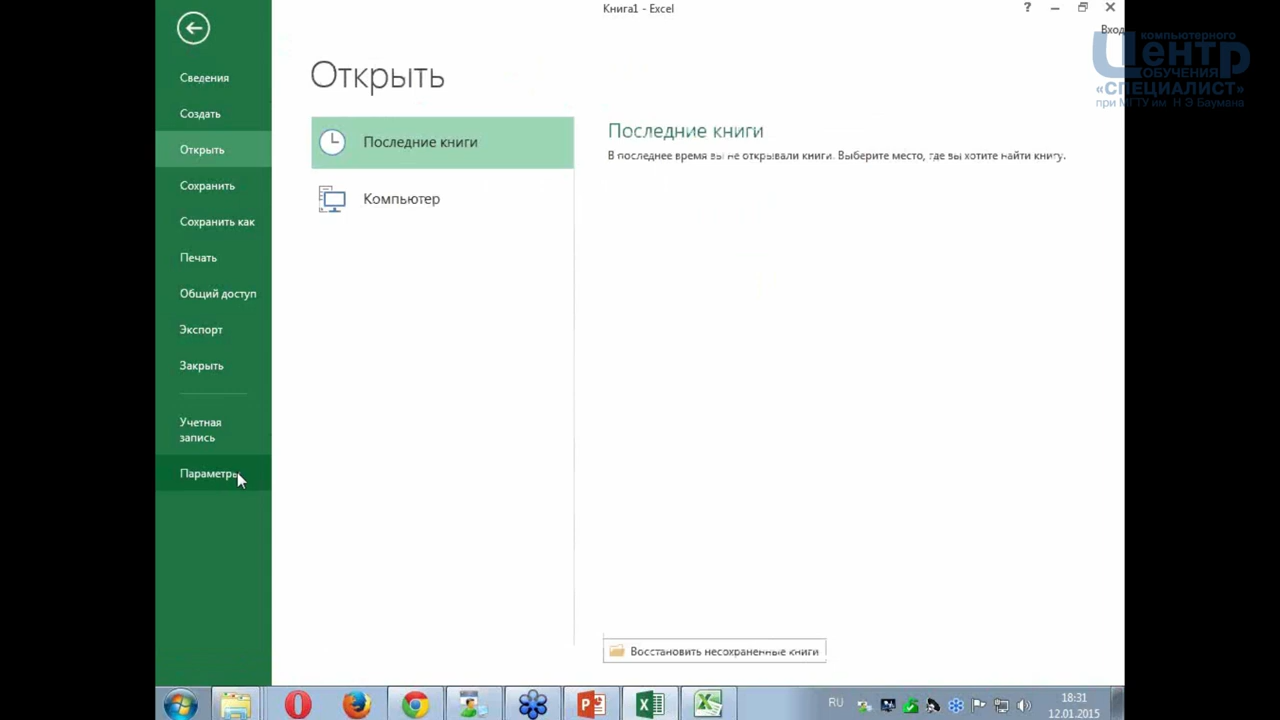 Книга1 - Excel
?
Вход
компьютерного
Центр
ОБУЧЕНИЯ
«СПЕЦИАЛИСТ»
при МГТУ им. Н.Э.Баумана
Сведения
Создать
Открыть
Сохранить
Сохранить как
Печать
Общий доступ
Экспорт
Закрыть
Учетная
запись
Параметры
Открыть
Последние книги
Компьютер
Последние книги
В последнее время вы не открывали книги. Выберите место, где вы хотите найти книгу.
Восстановить несохраненные книги
RU
18:31
12.01.2015